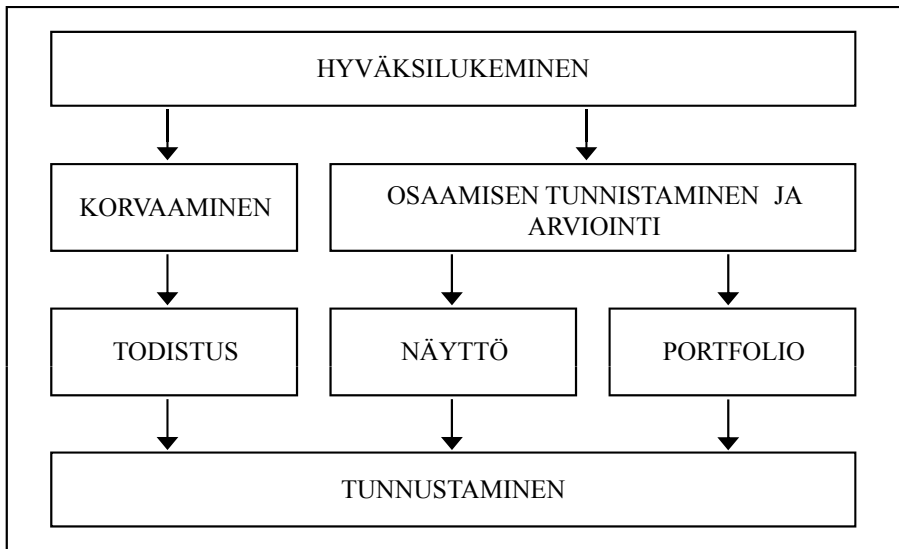 HYVÄKSILUKEMINEN
KORVAAMINEN
OSAAMISEN TUNNISTAMINEN JA
ARVIOINTI
TODISTUS
NÄYTTÖ
PORTFOLIO
TUNNUSTAMINEN